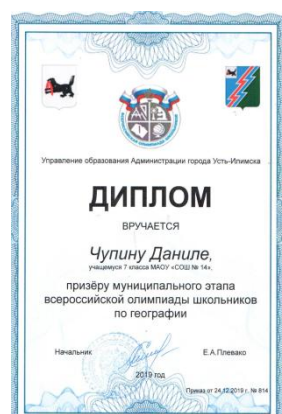 Управление образования Администрации города Усть-Илимска
ДИПЛОМ
ВРУЧАЕТСЯ
Чупину Даниле,
учащемуся 7 класса МАОУ «СОШ № 14»,
призёру муниципального этапа
всероссийской олимпиады школьников
по географии
Начальник Е.А.Плевако
2019 год
Приказ от 24.12.2019 г. № 814